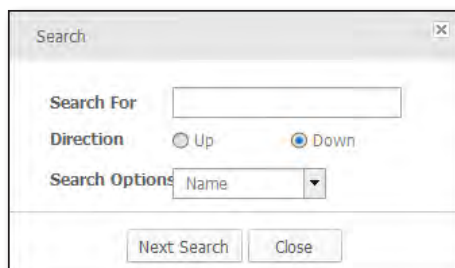 Search
Search For
Direction Up Down
Search Options Name
Next Search Close